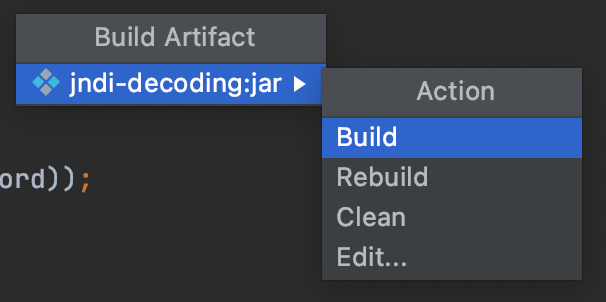 Build Artifact
jndi-decoding:jar
Action
Build
ord));
Rebuild
Clean
Edit...